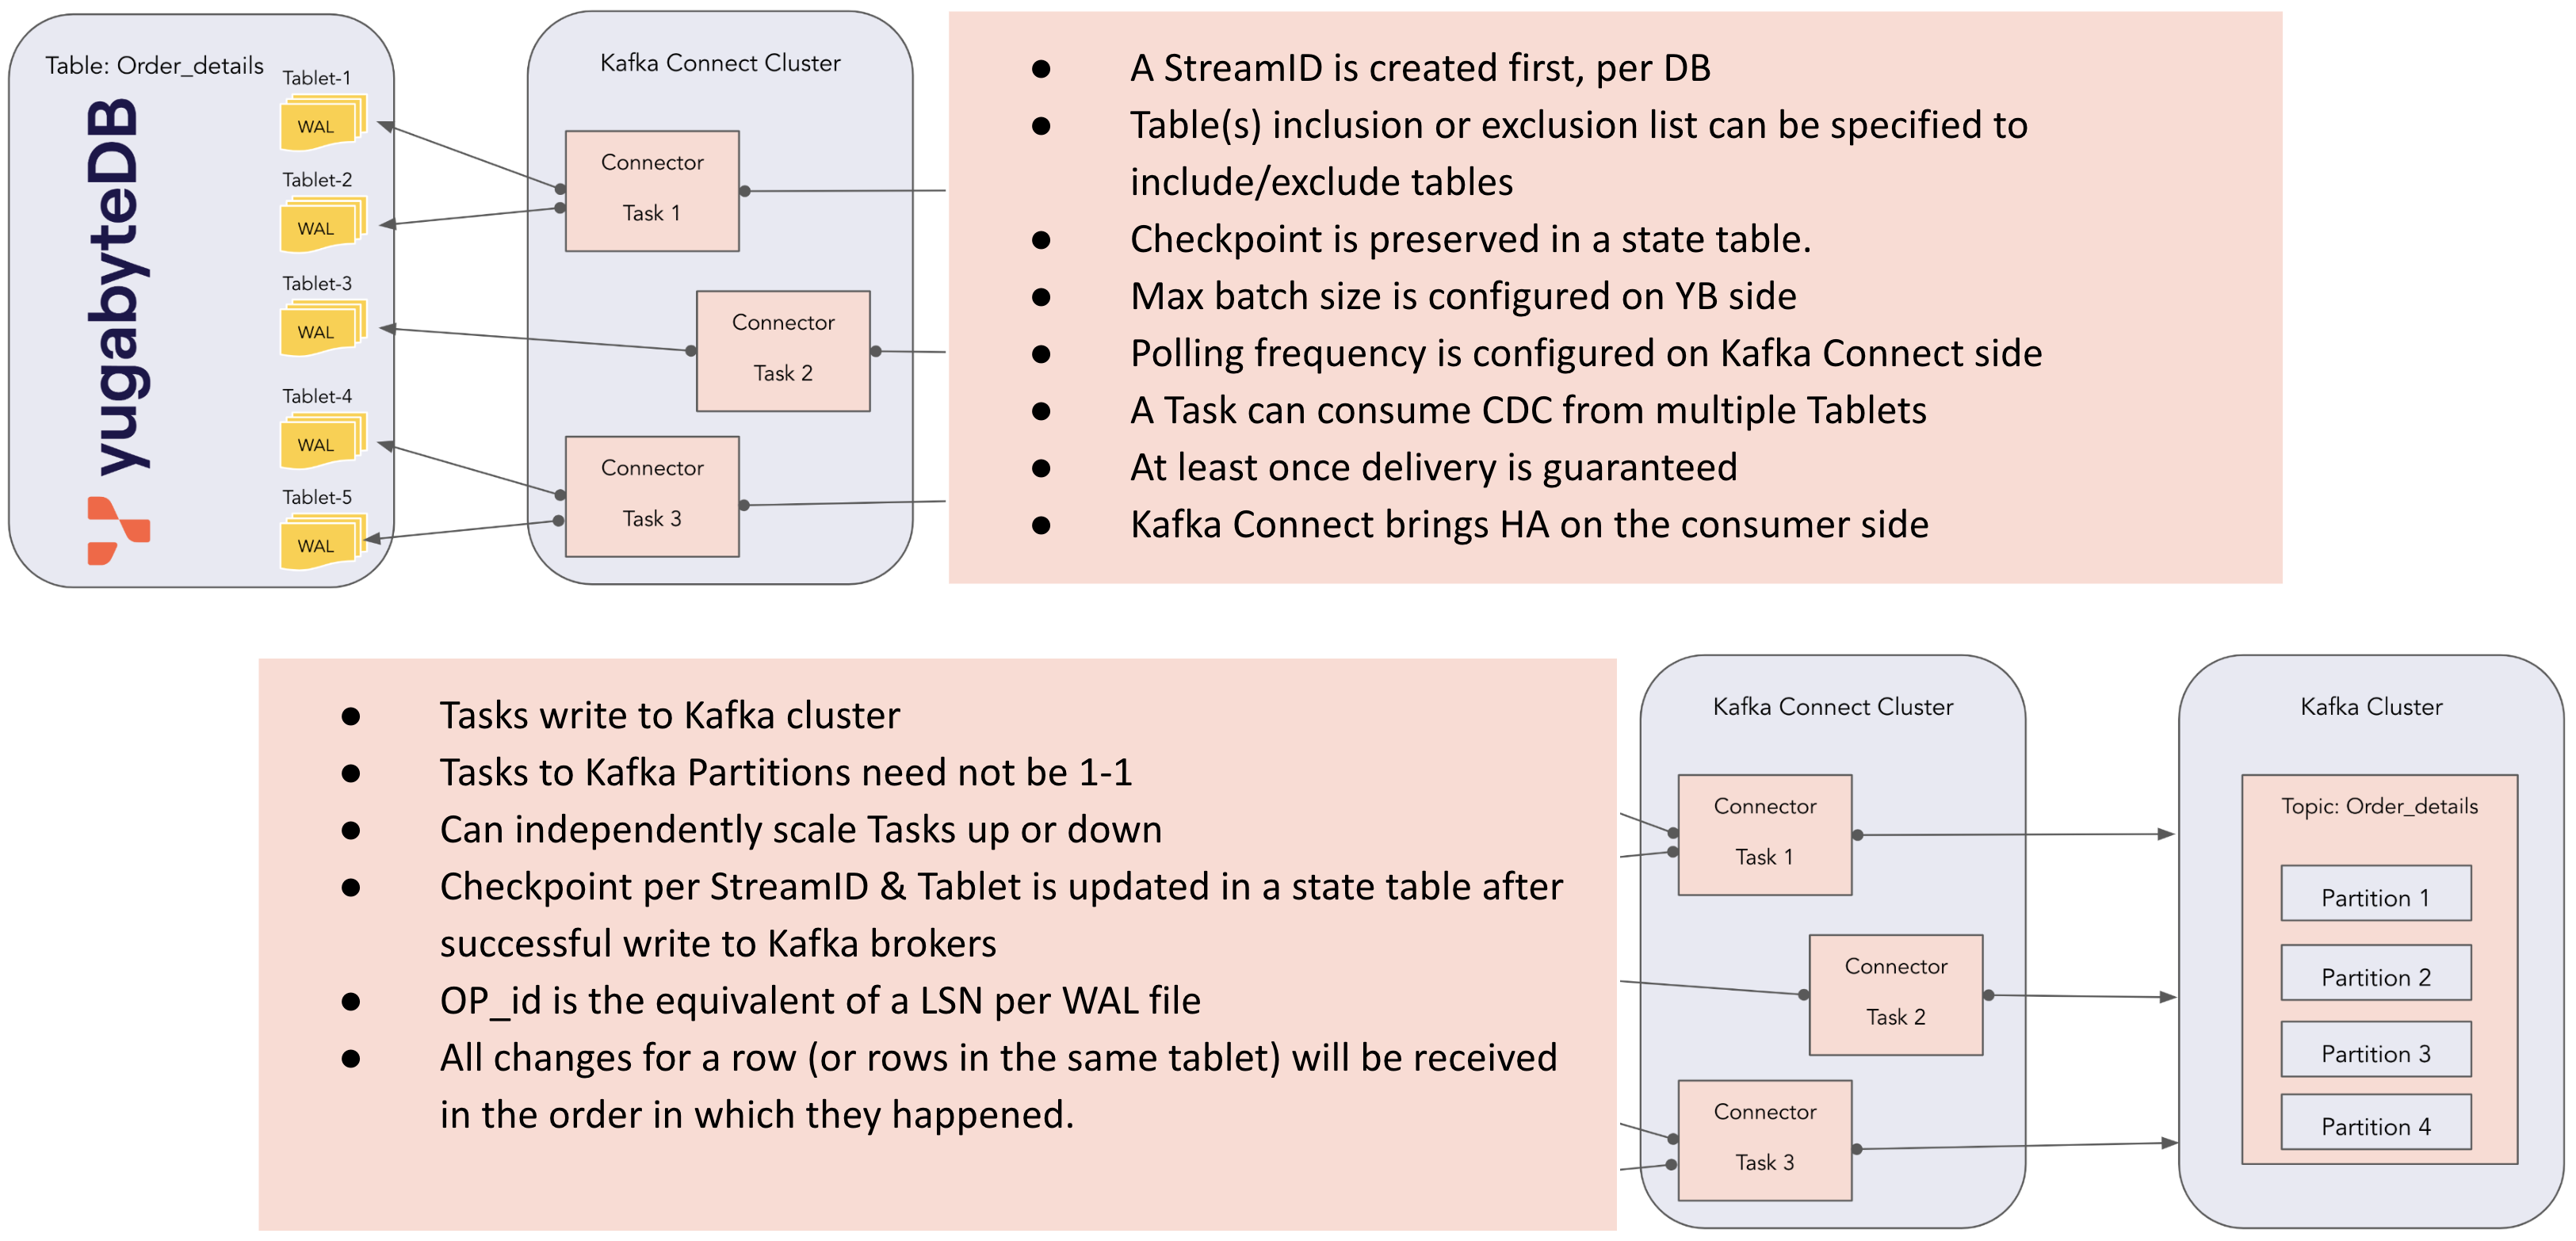 Table: Order_details
yugabyteDB
Tablet-1
WAL
Tablet-2
WAL
Tablet-3
WAL
Tablet-4
WAL
Tablet-5
WAL
Kafka Connect Cluster
Connector
Task 1
Connector
Task 2
Connector
Task 3
● A StreamID is created first, per DB
● Table(s) inclusion or exclusion list can be specified to
include/exclude tables
● Checkpoint is preserved in a state table.
● Max batch size is configured on YB side
● Polling frequency is configured on Kafka Connect side
● A Task can consume CDC from multiple Tablets
● At least once delivery is guaranteed
● Kafka Connect brings HA on the consumer side
● Tasks write to Kafka cluster
● Tasks to Kafka Partitions need not be 1-1
● Can independently scale Tasks up or down
● Checkpoint per StreamID & Tablet is updated in a state table after
successful write to Kafka brokers
● OP_id is the equivalent of a LSN per WAL file
● All changes for a row (or rows in the same tablet) will be received
in the order in which they happened.
Kafka Connect Cluster
Connector
Task 1
Connector
Task 2
Connector
Task 3
Kafka Cluster
Topic: Order_details
Partition 1
Partition 2
Partition 3
Partition 4